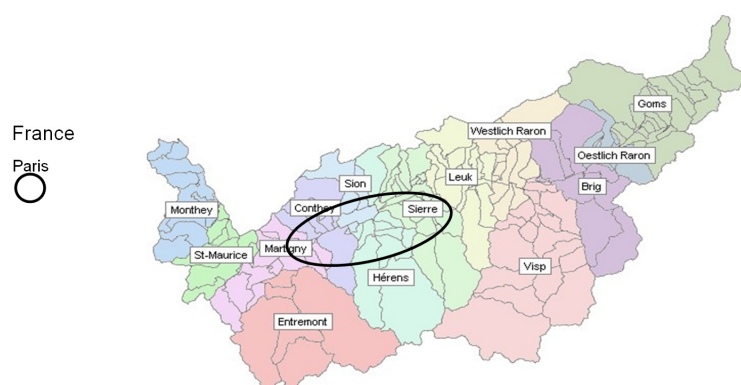 Goms
Westlich Raron
Oestlich Raron
France
Paris
Sion
Leuk
Brig
Monthey
Conthey
Sierre
St-Maurice
Martigny
Hérens
Visp
Entremont